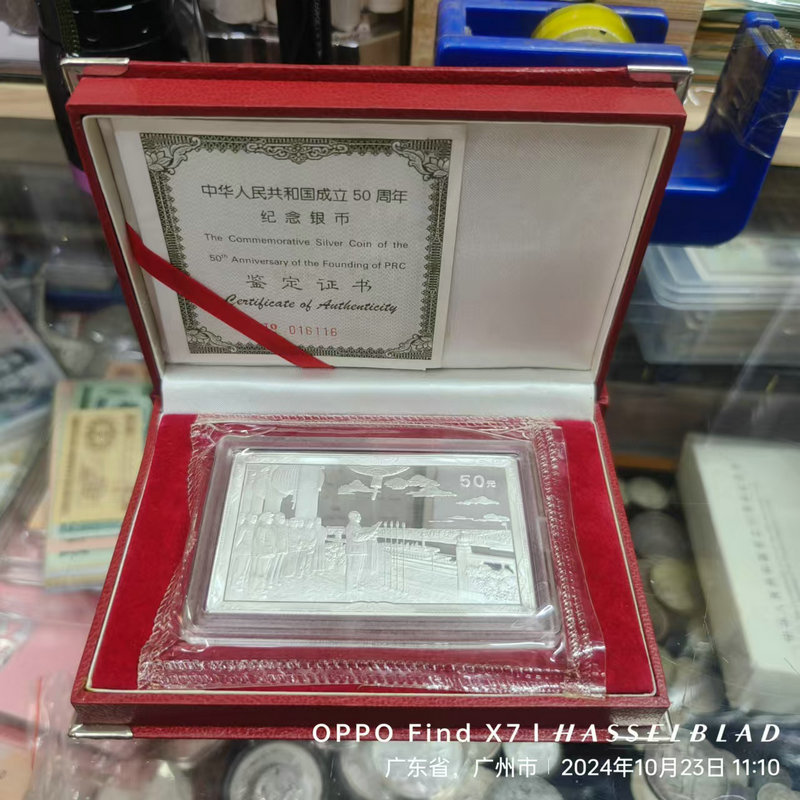 中华人民共和国成立50周年
纪念银币
The Commemorative Silver Coin of the
50th Anniversary of the Founding of PRC
鉴定证书
Certificate of Authenticity
016116
50元
OPPO Find X7 | HASSELBLAD
广东省，广州市 | 2024年10月23日 11:10